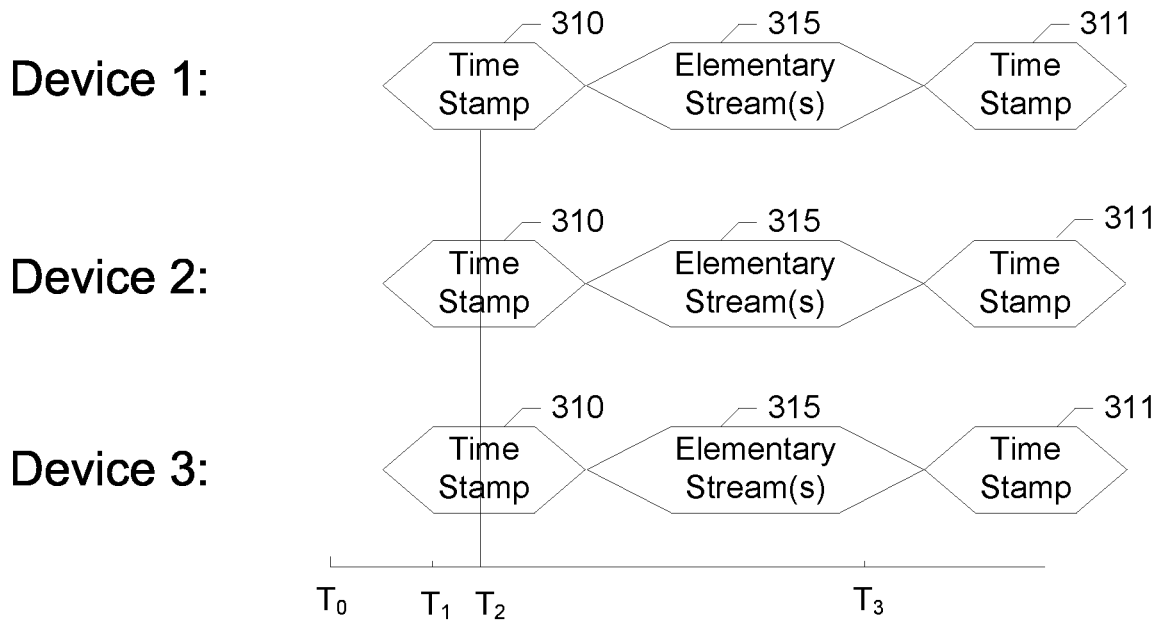 310 315 311
Device 1: Time Stamp Elementary Stream(s) Time Stamp
310 315 311
Device 2: Time Stamp Elementary Stream(s) Time Stamp
310 315 311
Device 3: Time Stamp Elementary Stream(s) Time Stamp
T0 T1 T2 T3